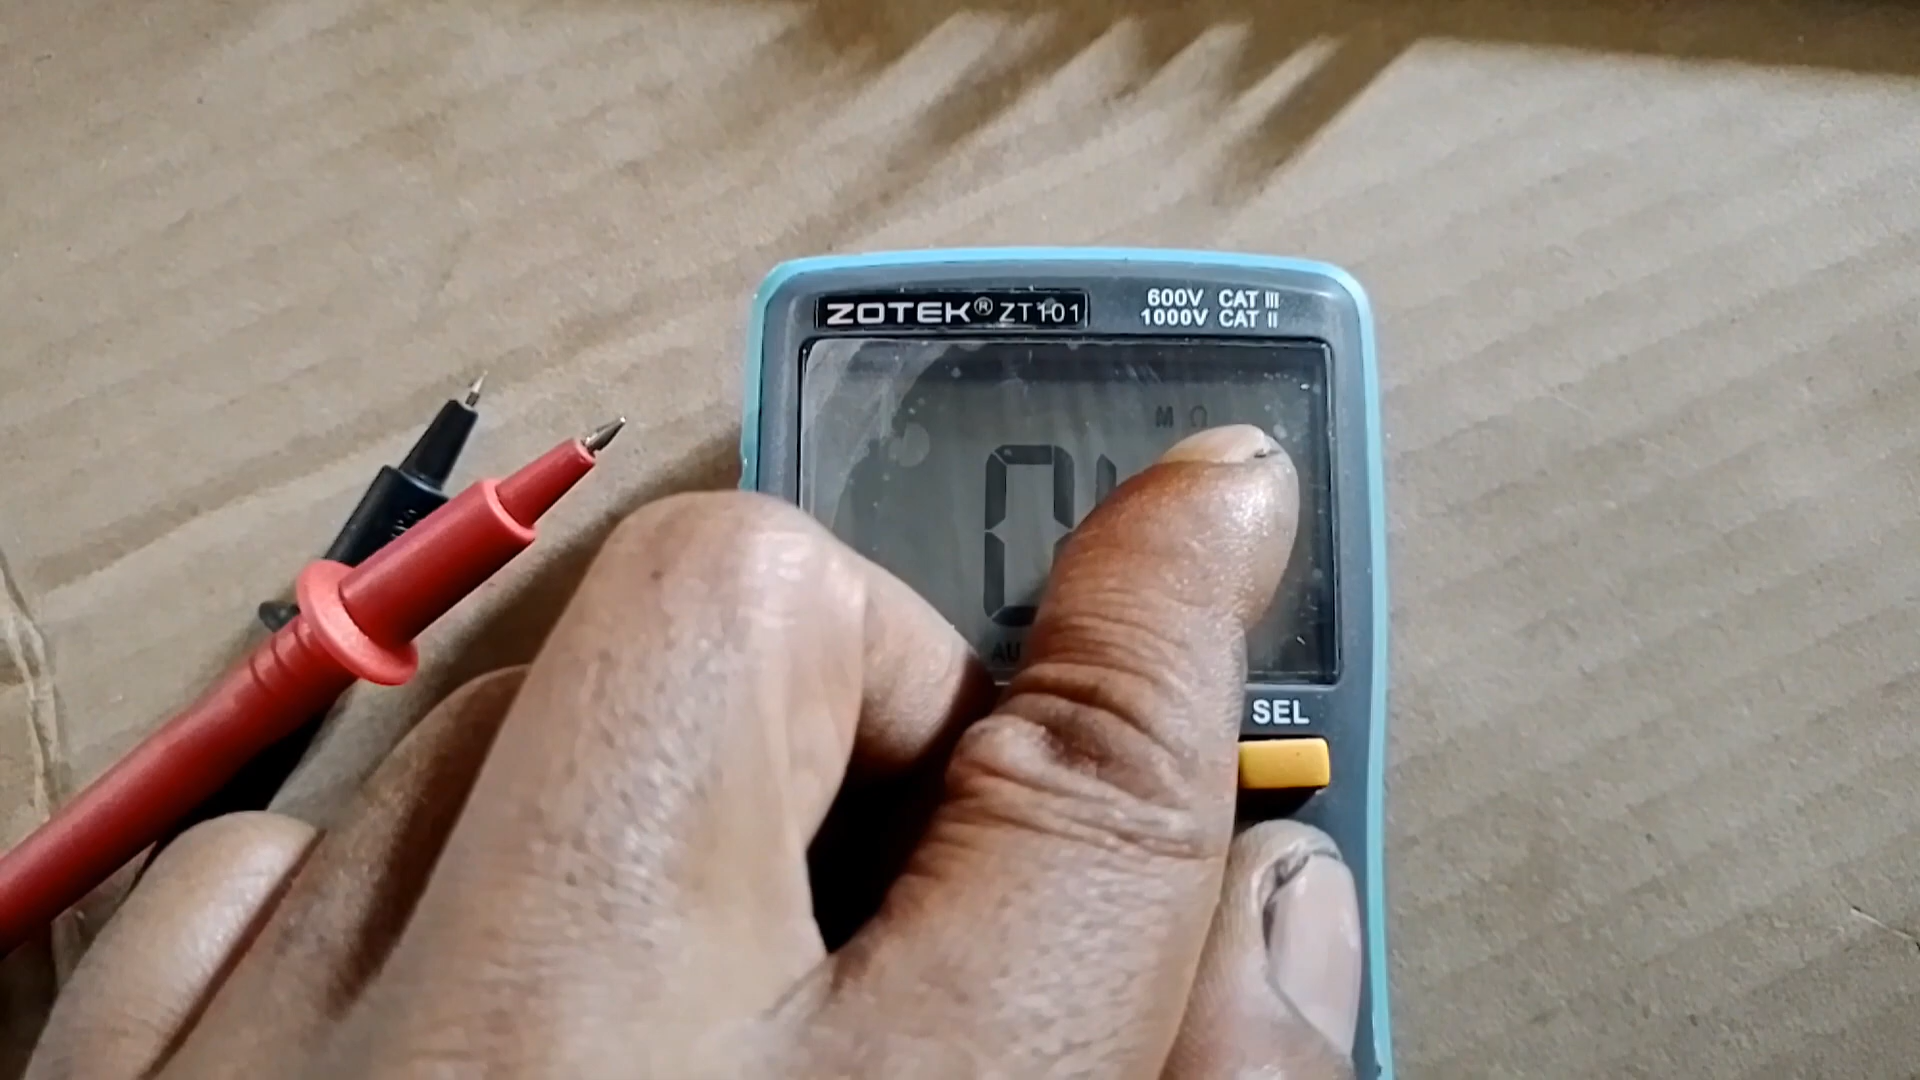 ZOTEK® ZT101
600V CAT III
1000V CAT II
M Ω
SEL